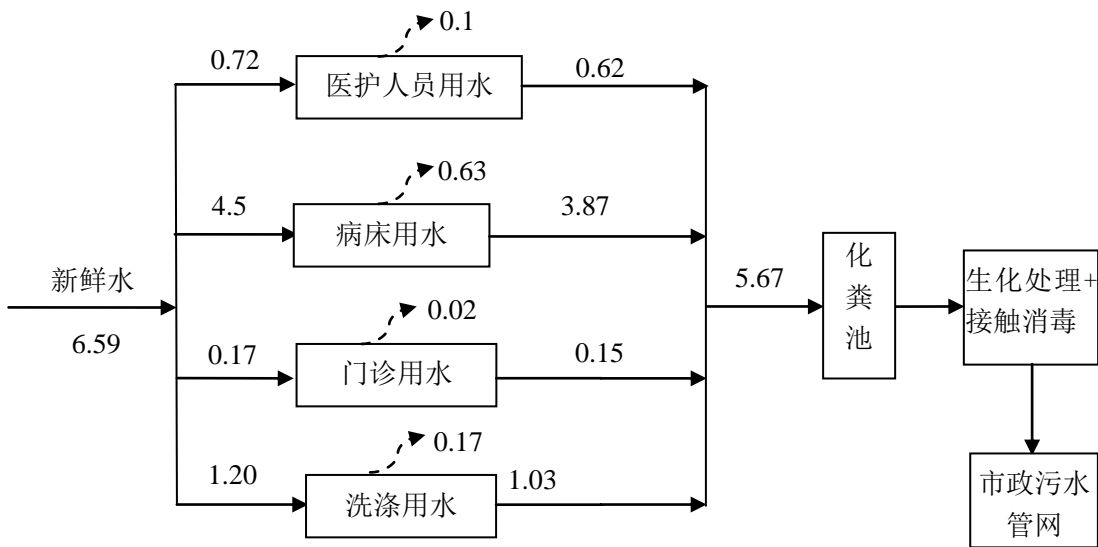 0.1
0.72
医护人员用水
0.62
0.63
4.5
病床用水
3.87
新鲜水
6.59
0.02
0.17
门诊用水
0.15
0.17
1.20
洗涤用水
1.03
5.67
化
粪
池
生化处理+
接触消毒
市政污水
管网